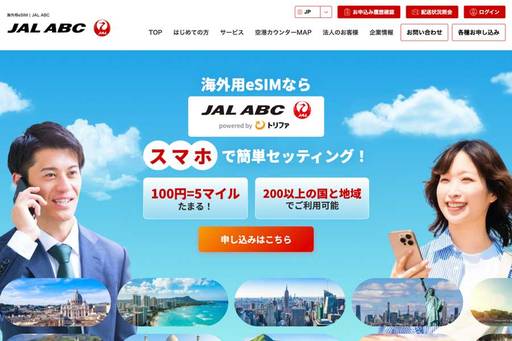 海外用eSIM | JAL ABC
JAL ABC JAL
JP
お申込み履歴確認
配送状況照会
ログイン
TOP はじめての方 サービス 空港カウンターMAP 法人のお客様 企業情報 お問い合わせ 各種お申し込み
海外用eSIMなら
JAL ABC JAL
powered by トリファ
スマホで簡単セッティング！
100円=5マイル
たまる！
200以上の国と地域
でご利用可能
申し込みはこちら